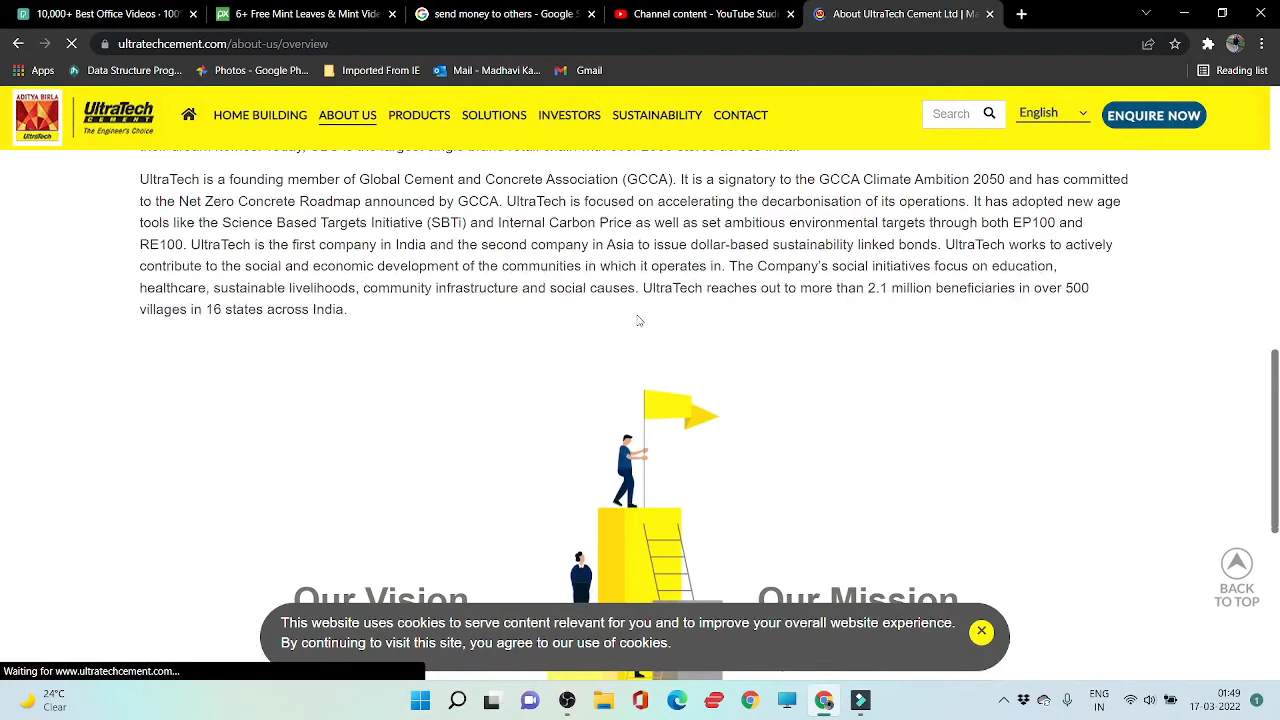 Pinterest Downloader Videos - 100%
6+ Free Mint Leaves & Mint Vide
send money to others - Google S
Channel content - YouTube Studi
About UltraTech Cement Ltd | Ma
ultratechcement.com/about-us/overview
Apps
Data Structure Prog...
Photos - Google Ph...
Imported From IE
Mail - Madhavi Ka...
Gmail
Reading list
ADITYA BIRLA
UltraTech
UltraTech
CEMENT
The Engineer's Choice
HOME BUILDING
ABOUT US
PRODUCTS
SOLUTIONS
INVESTORS
SUSTAINABILITY
CONTACT
Search
English
ENQUIRE NOW
UltraTech is a founding member of Global Cement and Concrete Association (GCCA). It is a signatory to the GCCA Climate Ambition 2050 and has committed
to the Net Zero Concrete Roadmap announced by GCCA. UltraTech is focused on accelerating the decarbonisation of its operations. It has adopted new age
tools like the Science Based Targets Initiative (SBTi) and Internal Carbon Price as well as set ambitious environmental targets through both EP100 and
RE100. UltraTech is the first company in India and the second company in Asia to issue dollar-based sustainability linked bonds. UltraTech works to actively
contribute to the social and economic development of the communities in which it operates in. The Company's social initiatives focus on education,
healthcare, sustainable livelihoods, community infrastructure and social causes. UltraTech reaches out to more than 2.1 million beneficiaries in over 500
villages in 16 states across India.
Our Vision
Our Mission
BACK
TO TOP
This website uses cookies to serve content relevant for you and to improve your overall website experience.
By continuing to visit this site, you agree to our use of cookies.
Waiting for www.ultratechcement.com...
24°C
Clear
ENG
IN
01:49
17-03-2022
1